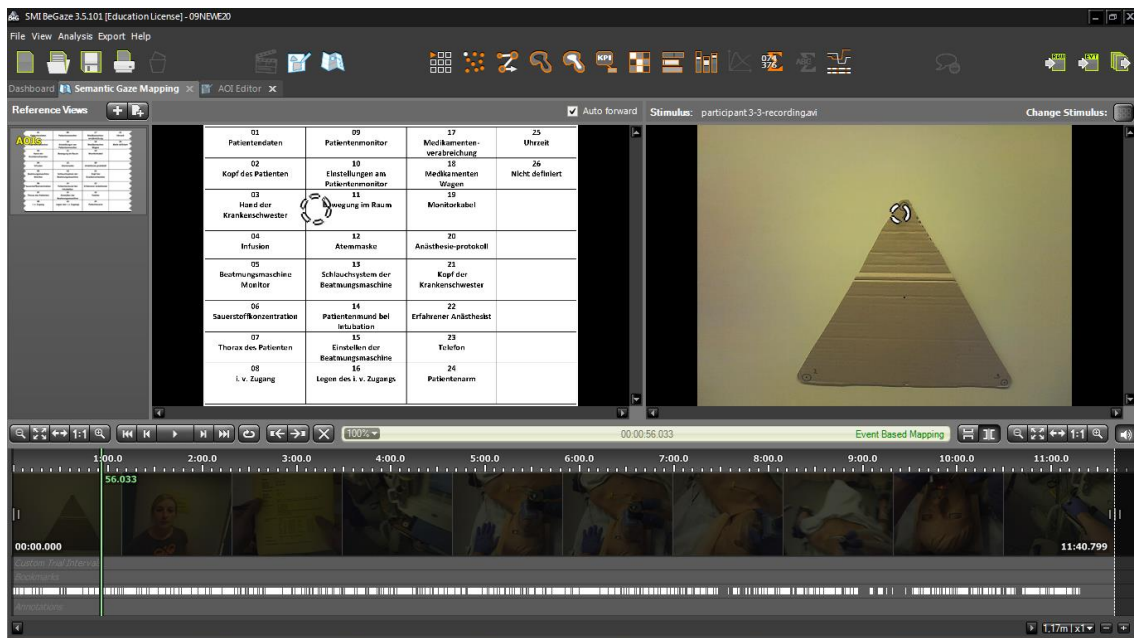 SMI BeGaze 3.5.101 [Education License] - 09NEWE20
File View Analysis Export Help
KPI
Dashboard Semantic Gaze Mapping × AOI Editor ×
Reference Views
Auto forward
Stimulus: participant 3-3-recording.avi
Change Stimulus:
AOIs
01 09 17 25
Patientendaten Patientenmonitor Medikamenten- Uhrzeit
verabreichung
02 10 18 26
Kopf des Patienten Einstellungen am Medikamenten Nicht definiert
Patientenmonitor Wagen
03 11 19
Hand der wegung im Raum Monitorkabel
Krankenschwester
04 12 20
Infusion Atemmaske Anästhesie-protokoll
05 13 21
Beatmungsmaschine Schlauchsystem der Kopf der
Monitor Beatmungsmaschine Krankenschwester
06 14 22
Sauerstoffkonzentration Patientenmund bei Erfahrener Anästhesist
Intubation
07 15 23
Thorax des Patienten Einstellen der Telefon
Beatmungsmaschine
08 16 24
i. v. Zugang Legen des i. v. Zugangs Patientenarm
1:1
100%
00:00:56.033
Event Based Mapping
1:1
1:00.0 2:00.0 3:00.0 4:00.0 5:00.0 6:00.0 7:00.0 8:00.0 9:00.0 10:00.0 11:00.0
56.033
00:00.000
11:40.799
Custom Trial Interval
Bookmarks
Annotations
1,17m | x1